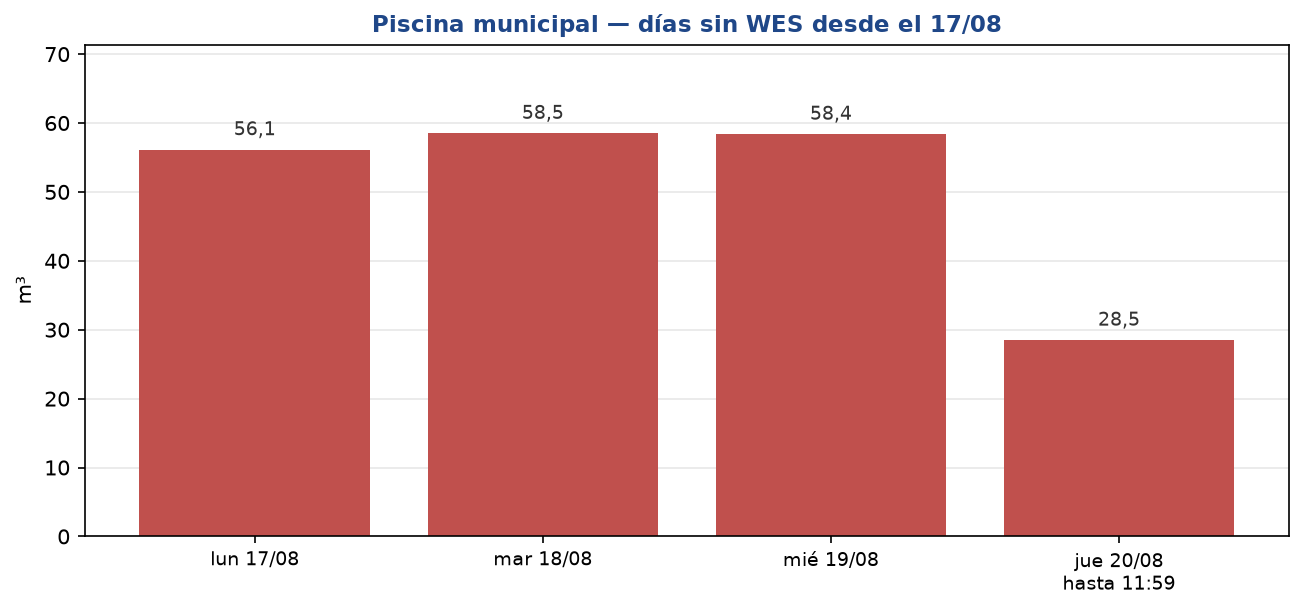 Piscina municipal — días sin WES desde el 17/08
m³
70
60
50
40
30
20
10
0
56,1
58,5
58,4
28,5
lun 17/08
mar 18/08
mié 19/08
jue 20/08
hasta 11:59